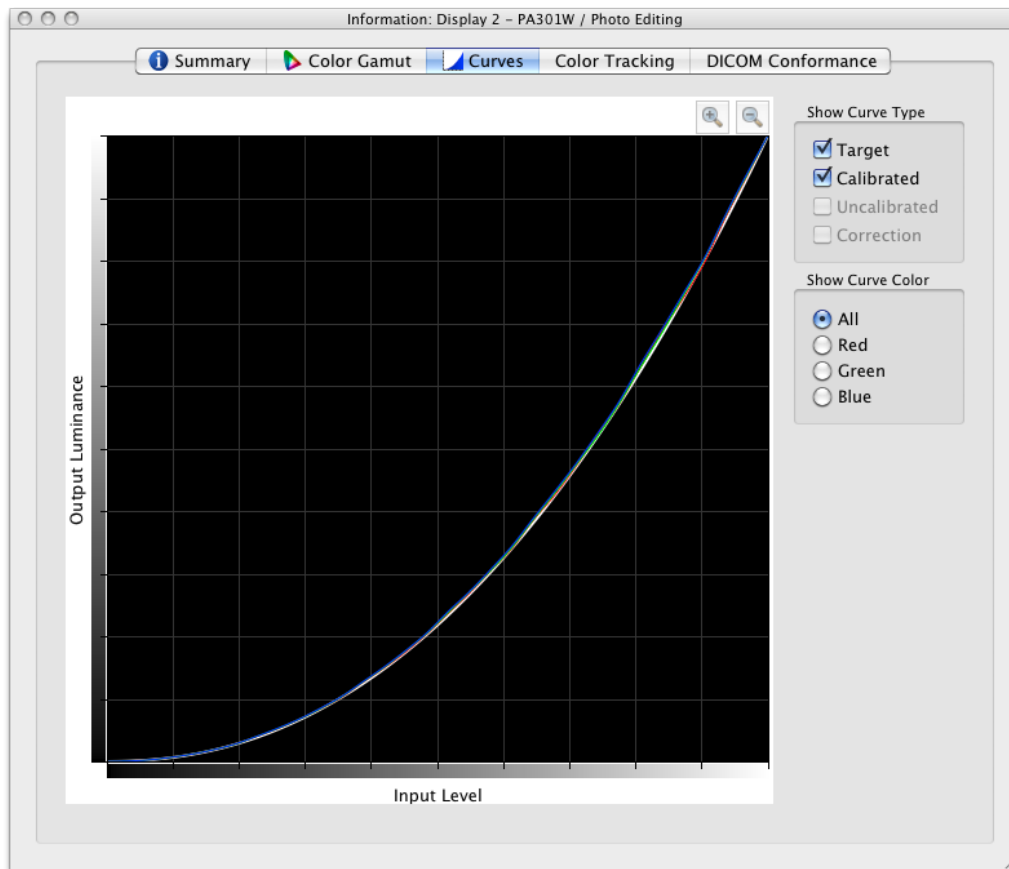 Information: Display 2 – PA301W / Photo Editing
Summary
Color Gamut
Curves
Color Tracking
DICOM Conformance
Show Curve Type
Target
Calibrated
Uncalibrated
Correction
Show Curve Color
All
Red
Green
Blue
Output Luminance
Input Level